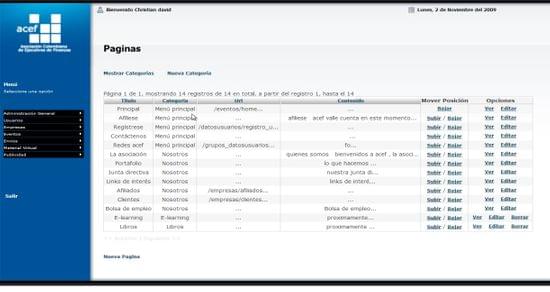 Bienvenido Christian david
Lunes, 2 de Noviembre del 2009
acef
Asociación Colombiana
de Ejecutivos de Finanzas
Menú
Seleccione una opción
Administración General
Usuarios
Empresas
Eventos
Envios
Material Virtual
Publicidad
Salir
Paginas
Mostrar Categorias Nueva Categoria
Página 1 de 1, mostrando 14 registros de 14 en total, a partir del registro 1, hasta el 14
Titulo Categoria Url Contenido Mover Posición Opciones
Principal Menú principal /eventos/home... ... Bajar Ver Editar
Afiliese Menú principal ... afiliese acef valle cuenta en este momento... Subir / Bajar Ver Editar
Regístrese Menú principal /datosusuarios/registro_u... ... Subir / Bajar Ver Editar
Contáctenos Menú principal ... ... Subir / Bajar Ver Editar
Redes acef Menú principal /grupos_datosusuarios... fo... Subir / Bajar Ver Editar
La asociación Nosotros ... quienes somos bienvenidos a acef , la asoci... Subir / Bajar Ver Editar
Portafolio Nosotros ... lo que hacemos ... Subir / Bajar Ver Editar
Junta directiva Nosotros ... nuestra junta di... Subir / Bajar Ver Editar
Links de interés Nosotros ... links de interé... Subir / Bajar Ver Editar
Afiliados Nosotros /empresas/afiliados... ... Subir / Bajar Ver Editar
Clientes Nosotros /empresas/clientes... ... Subir / Bajar Ver Editar
Bolsa de empleo Nosotros ... Bolsa de empleo... Subir / Bajar Ver Editar
E-learning E-learning ... proximamente... Subir / Bajar Ver Editar Borrar
Libros Libros ... proximamente ... Subir / Bajar Ver Editar Borrar
Nueva Pagina